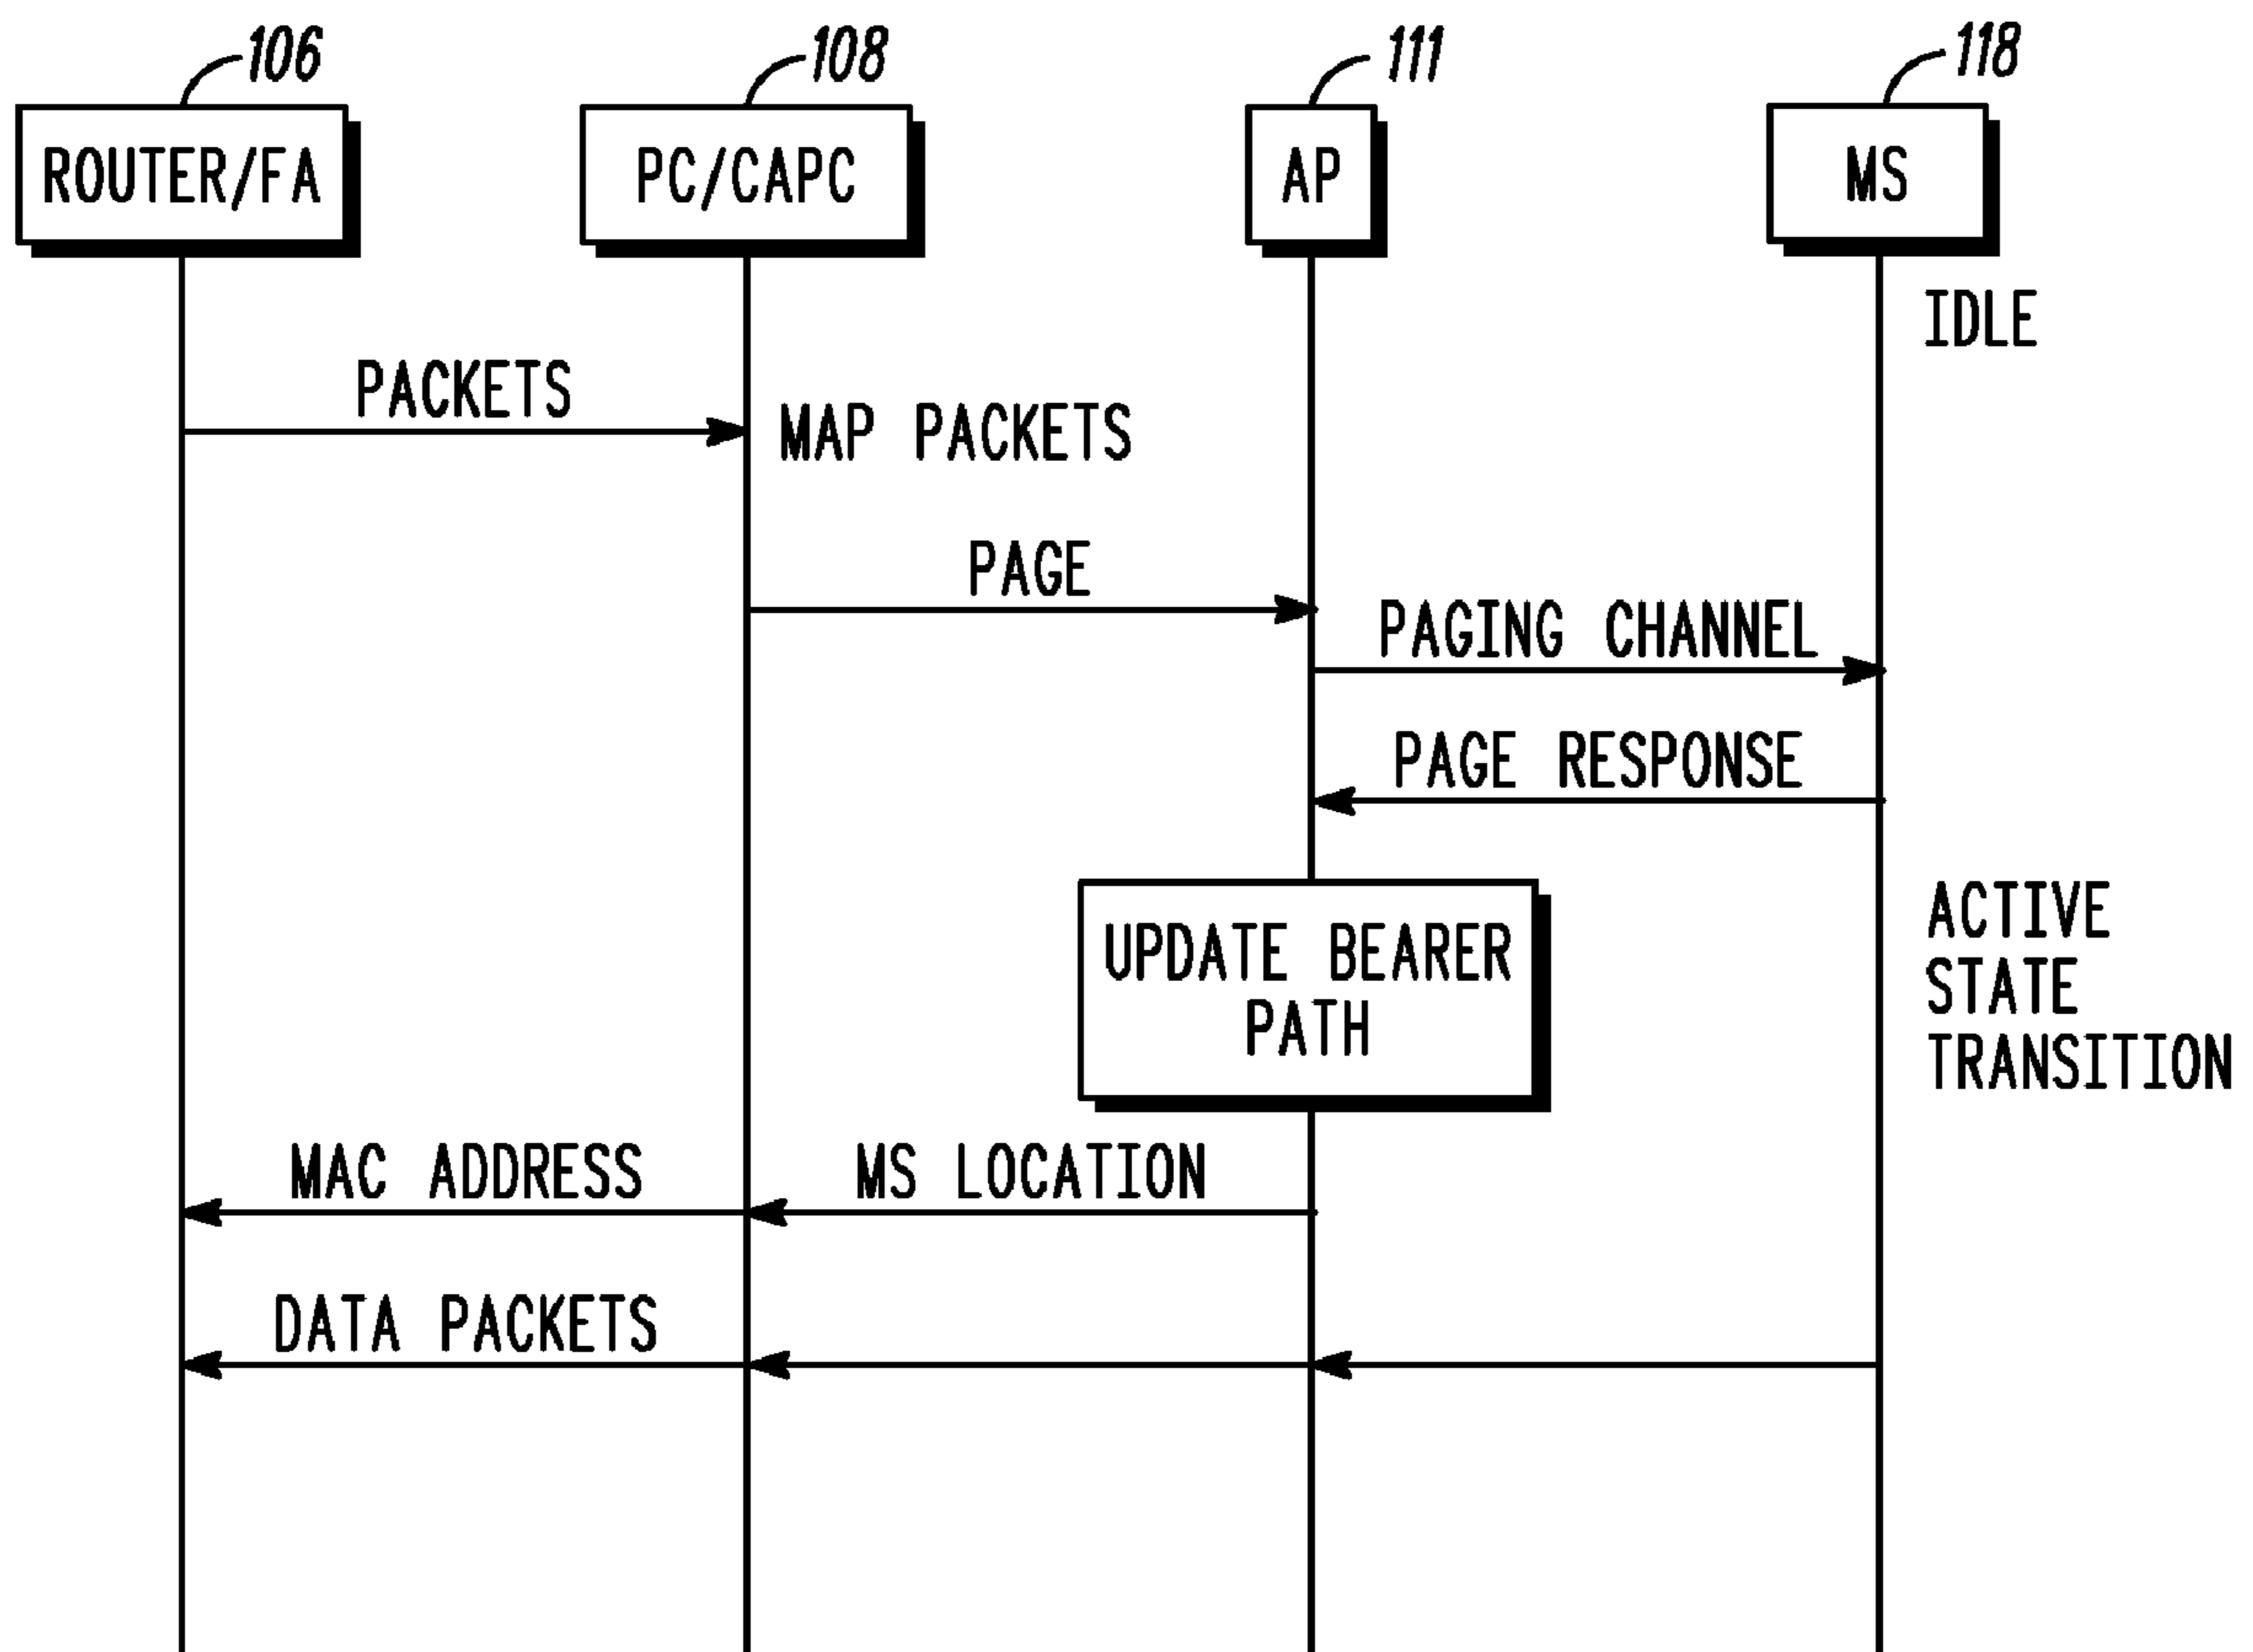 106
108
111
118
ROUTER/FA
PC/CAPC
AP
MS
IDLE
PACKETS
MAP PACKETS
PAGE
PAGING CHANNEL
PAGE RESPONSE
UPDATE BEARER
PATH
ACTIVE
STATE
TRANSITION
MAC ADDRESS
MS LOCATION
DATA PACKETS